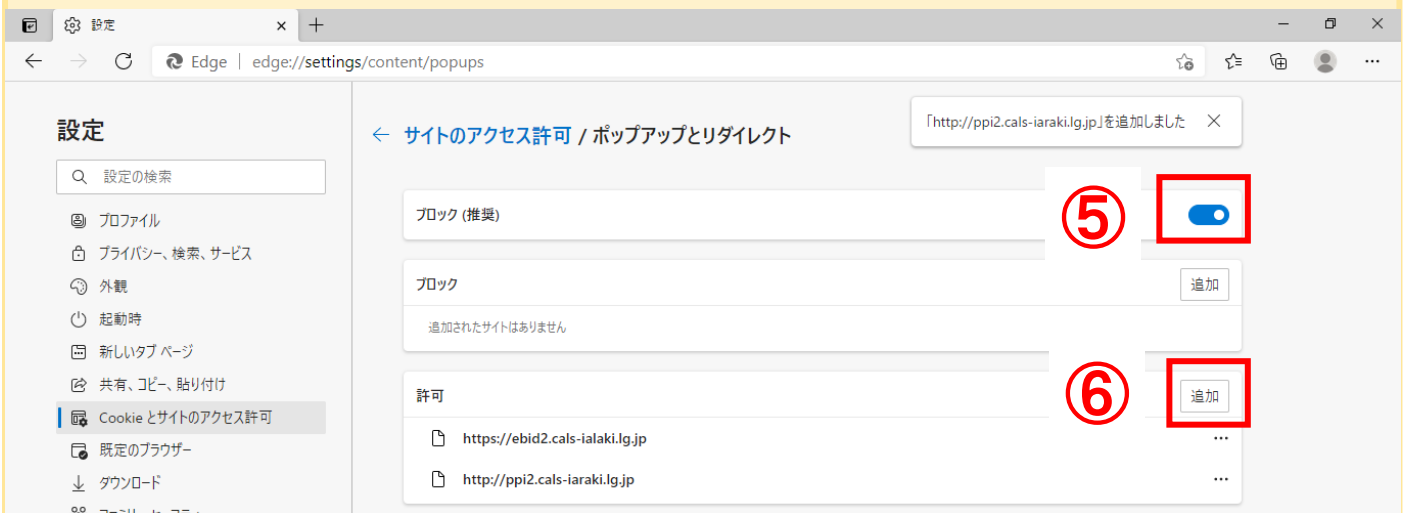 設定
Edge | edge://settings/content/popups
設定
設定の検索
プロファイル
プライバシー、検索、サービス
外観
起動時
新しいタブ ページ
共有、コピー、貼り付け
Cookie とサイトのアクセス許可
既定のブラウザー
ダウンロード
サイトのアクセス許可 / ポップアップとリダイレクト
「http://ppi2.cals-iaraki.lg.jp」を追加しました
ブロック (推奨)
⑤
ブロック
追加
追加されたサイトはありません
許可
⑥
追加
https://ebid2.cals-ialaki.lg.jp
http://ppi2.cals-iaraki.lg.jp